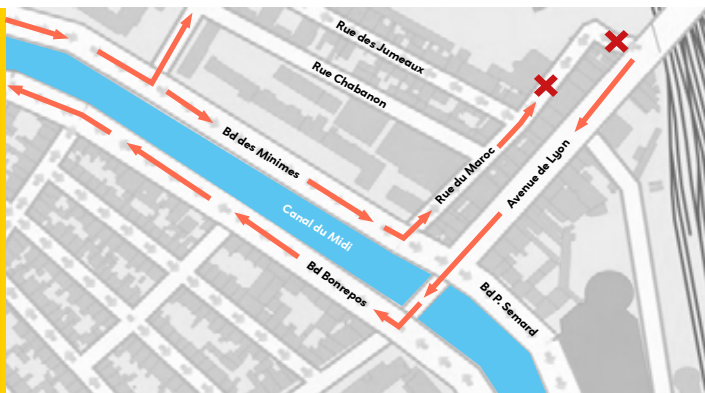 Rue des Jumeaux
Rue Chabanon
Bd des Minimes
Rue du Maroc
Avenue de Lyon
Canal du Midi
Bd Bonrepos
Bd P. Semard